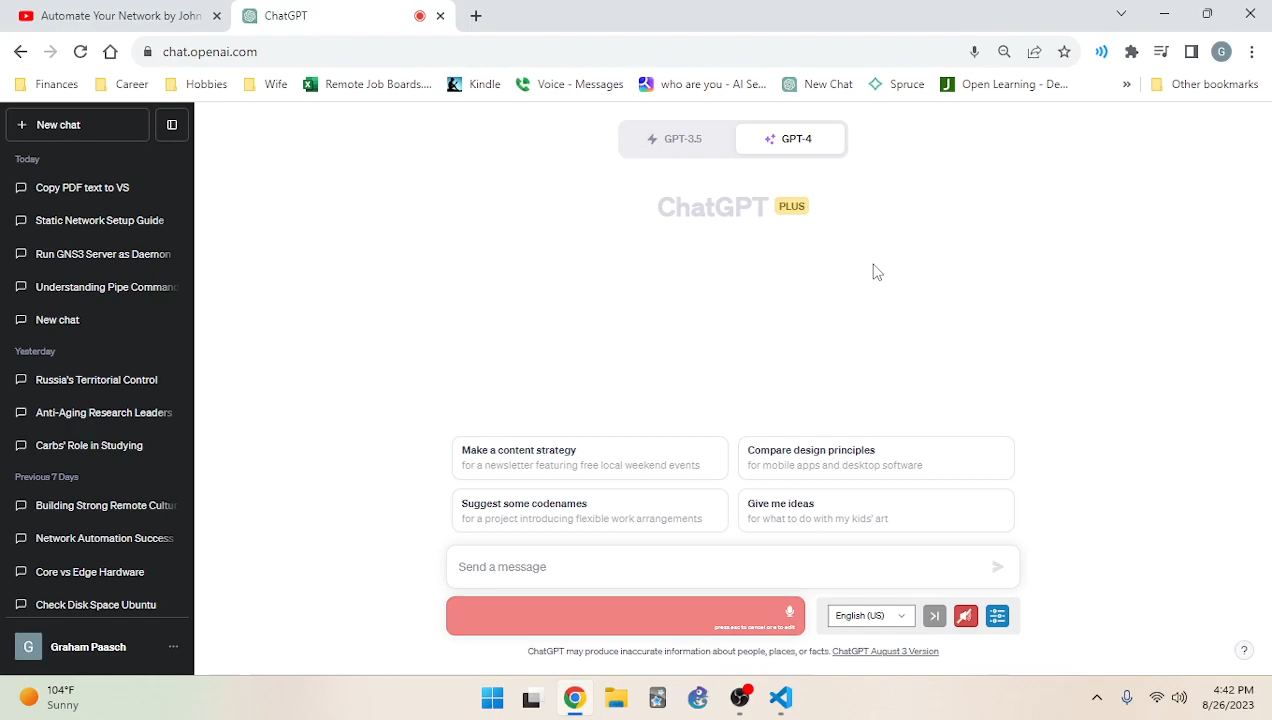 Automate Your Network by John
ChatGPT
chat.openai.com
G
Finances
Career
Hobbies
Wife
Remote Job Boards....
Kindle
Voice - Messages
who are you - AI Se...
New Chat
Spruce
Open Learning - De...
»
Other bookmarks
+ New chat
Today
Copy PDF text to VS
Static Network Setup Guide
Run GNS3 Server as Daemon
Understanding Pipe Command
New chat
Yesterday
Russia's Territorial Control
Anti-Aging Research Leaders
Carbs' Role in Studying
Previous 7 Days
Building Strong Remote Cultu
Network Automation Success
Core vs Edge Hardware
Check Disk Space Ubuntu
G
Graham Paasch
...
GPT-3.5
GPT-4
ChatGPT PLUS
Make a content strategy
for a newsletter featuring free local weekend events
Compare design principles
for mobile apps and desktop software
Suggest some codenames
for a project introducing flexible work arrangements
Give me ideas
for what to do with my kids' art
Send a message
press esc to cancel or e to edit
English (US)
ChatGPT may produce inaccurate information about people, places, or facts. ChatGPT August 3 Version
?
104°F
Sunny
4:42 PM
8/26/2023